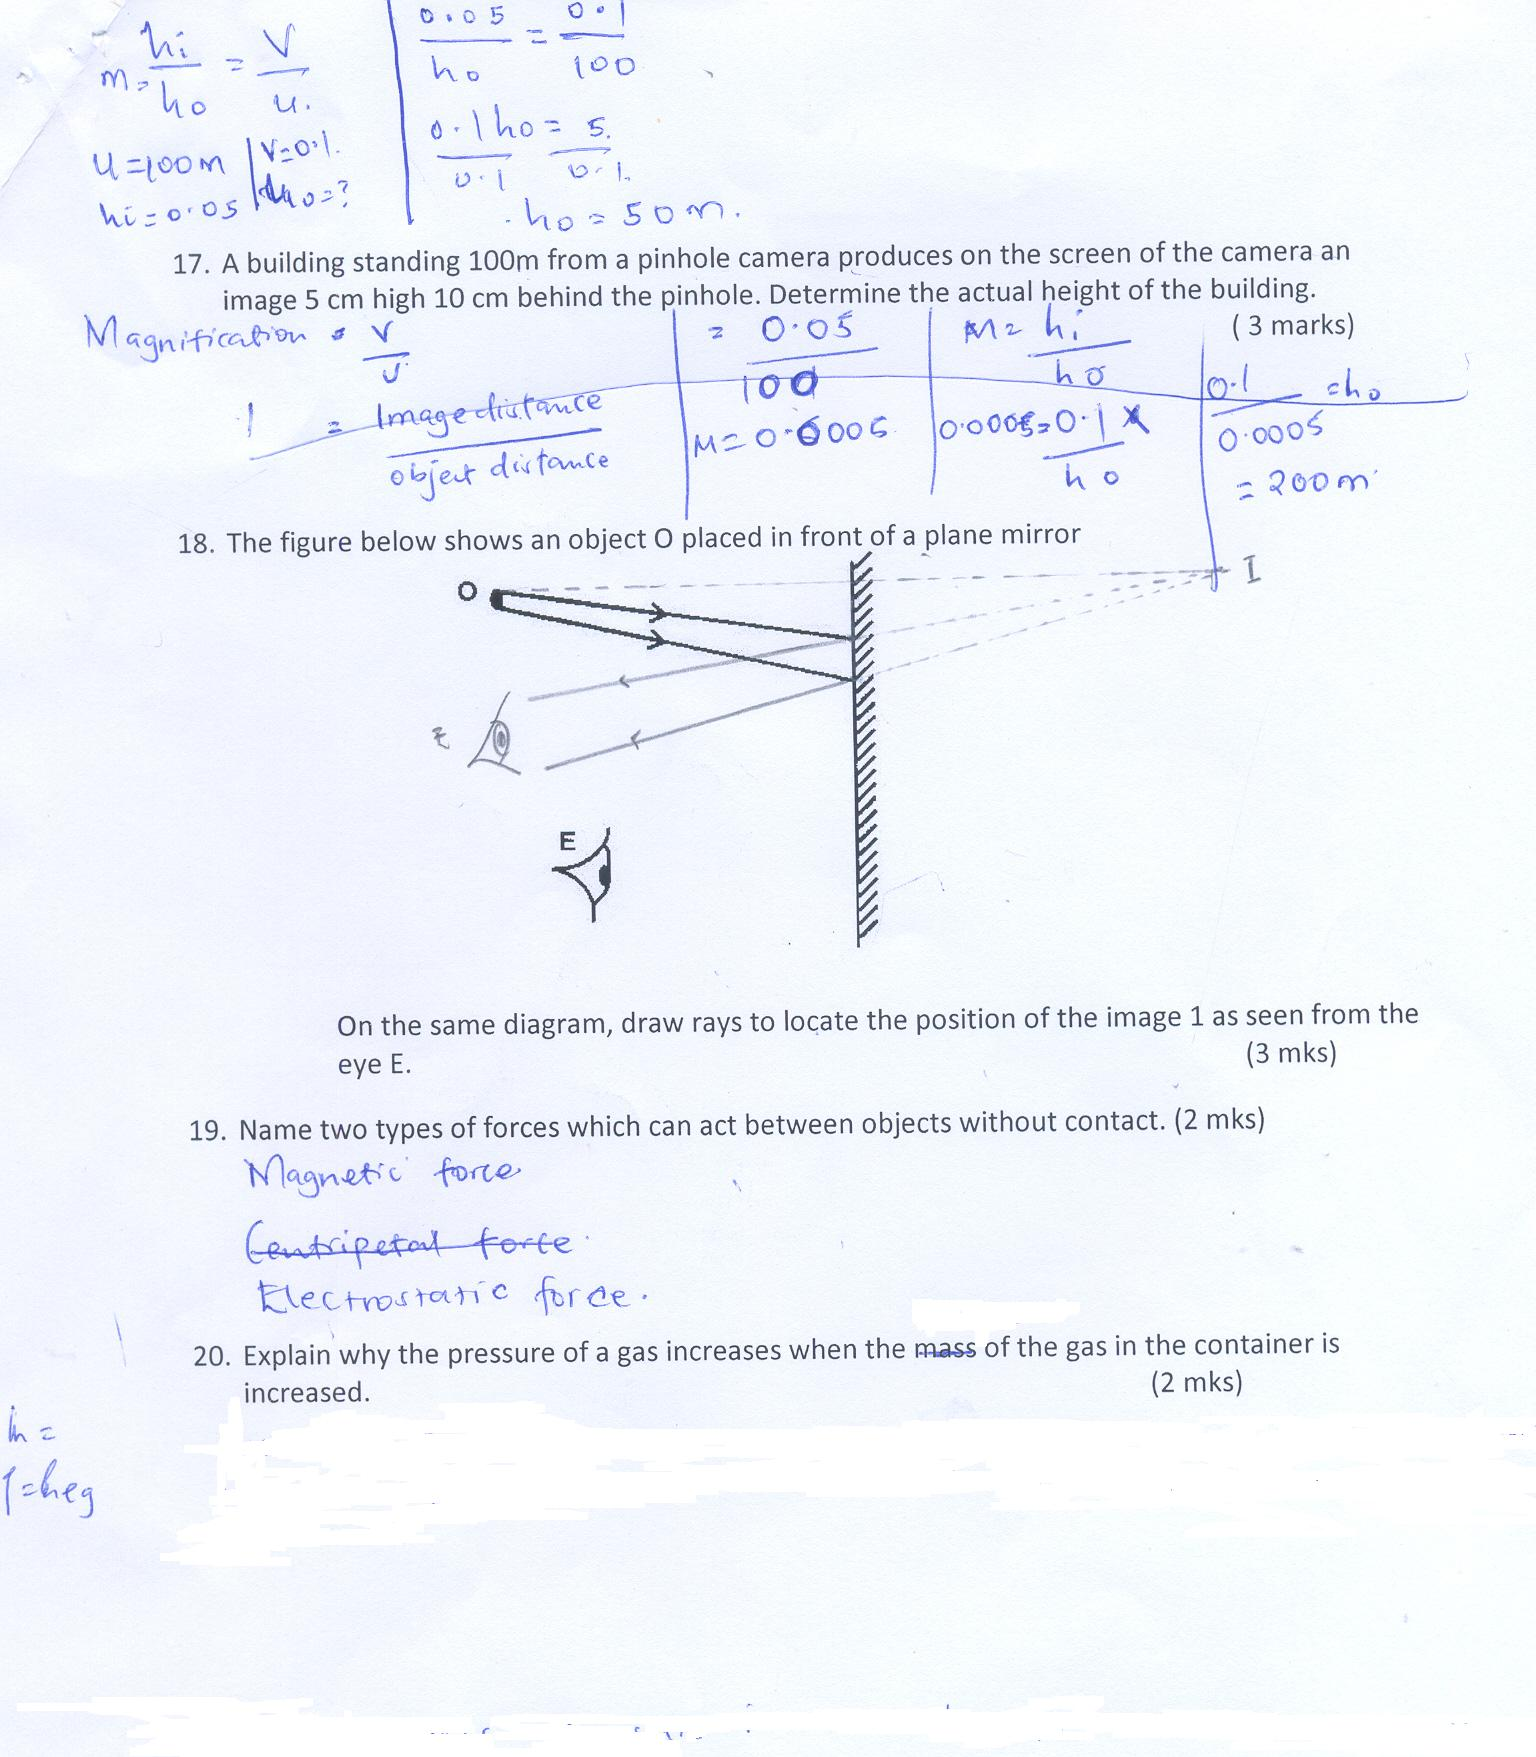 m= hi/ho = V/u.
u=100m | V=0.1.
hi=0.05 | ho=?
0.05/ho = 0.1/100
0.1ho/0.1 = 5./0.1.
ho = 50m.
17. A building standing 100m from a pinhole camera produces on the screen of the camera an
image 5 cm high 10 cm behind the pinhole. Determine the actual height of the building.
( 3 marks)
Magnification = V/U.
= Image distance/object distance
= 0.05/100
M=0.0005
M= hi/ho
0.0005=0.1/ho
0.1/0.0005 =ho
= 200m
18. The figure below shows an object O placed in front of a plane mirror
O
I
E
E
On the same diagram, draw rays to locate the position of the image 1 as seen from the
eye E.
(3 mks)
19. Name two types of forces which can act between objects without contact. (2 mks)
Magnetic force
Centripetal force.
Electrostatic force.
20. Explain why the pressure of a gas increases when the mass of the gas in the container is
increased.
(2 mks)
h=